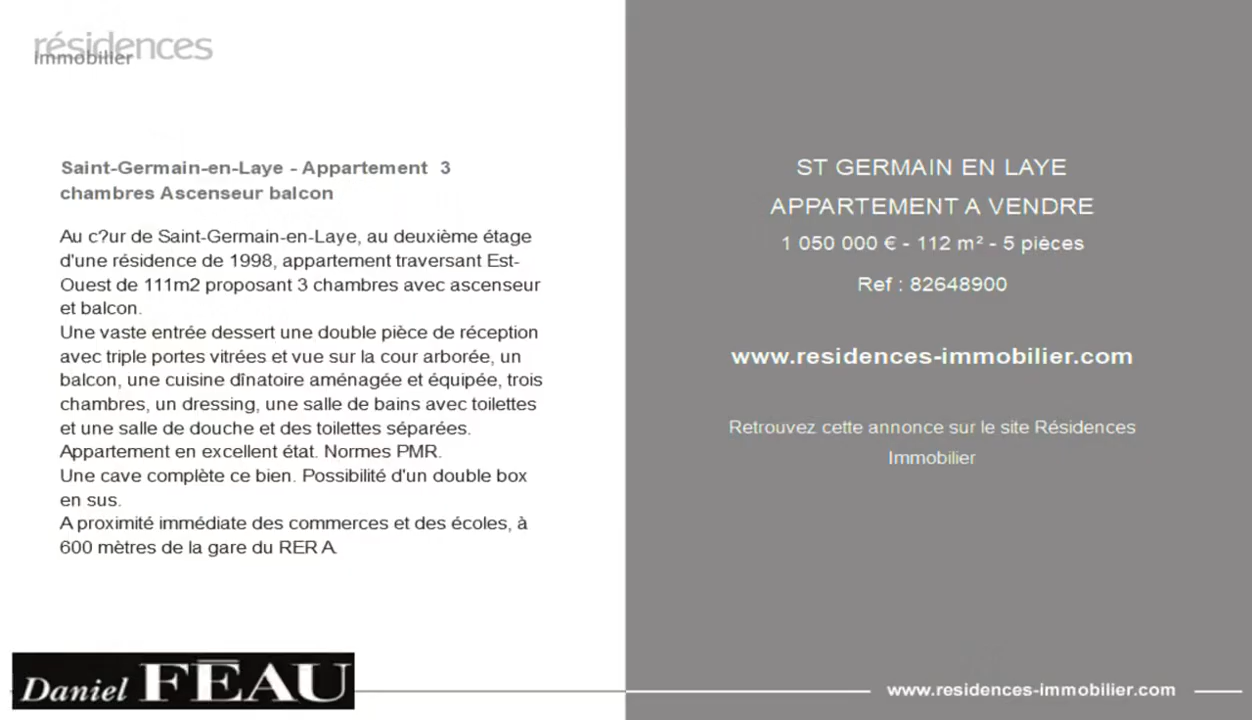 résidences
Immobilier
Saint-Germain-en-Laye - Appartement 3
chambres Ascenseur balcon
Au c?ur de Saint-Germain-en-Laye, au deuxième étage
d'une résidence de 1998, appartement traversant Est-
Ouest de 111m2 proposant 3 chambres avec ascenseur
et balcon.
Une vaste entrée dessert une double pièce de réception
avec triple portes vitrées et vue sur la cour arborée, un
balcon, une cuisine dînatoire aménagée et équipée, trois
chambres, un dressing, une salle de bains avec toilettes
et une salle de douche et des toilettes séparées.
Appartement en excellent état. Normes PMR.
Une cave complète ce bien. Possibilité d'un double box
en sus.
A proximité immédiate des commerces et des écoles, à
600 mètres de la gare du RER A.
Daniel FĒAU
ST GERMAIN EN LAYE
APPARTEMENT A VENDRE
1 050 000 € - 112 m² - 5 pièces
Ref : 82648900
www.residences-immobilier.com
Retrouvez cette annonce sur le site Résidences
Immobilier
www.residences-immobilier.com